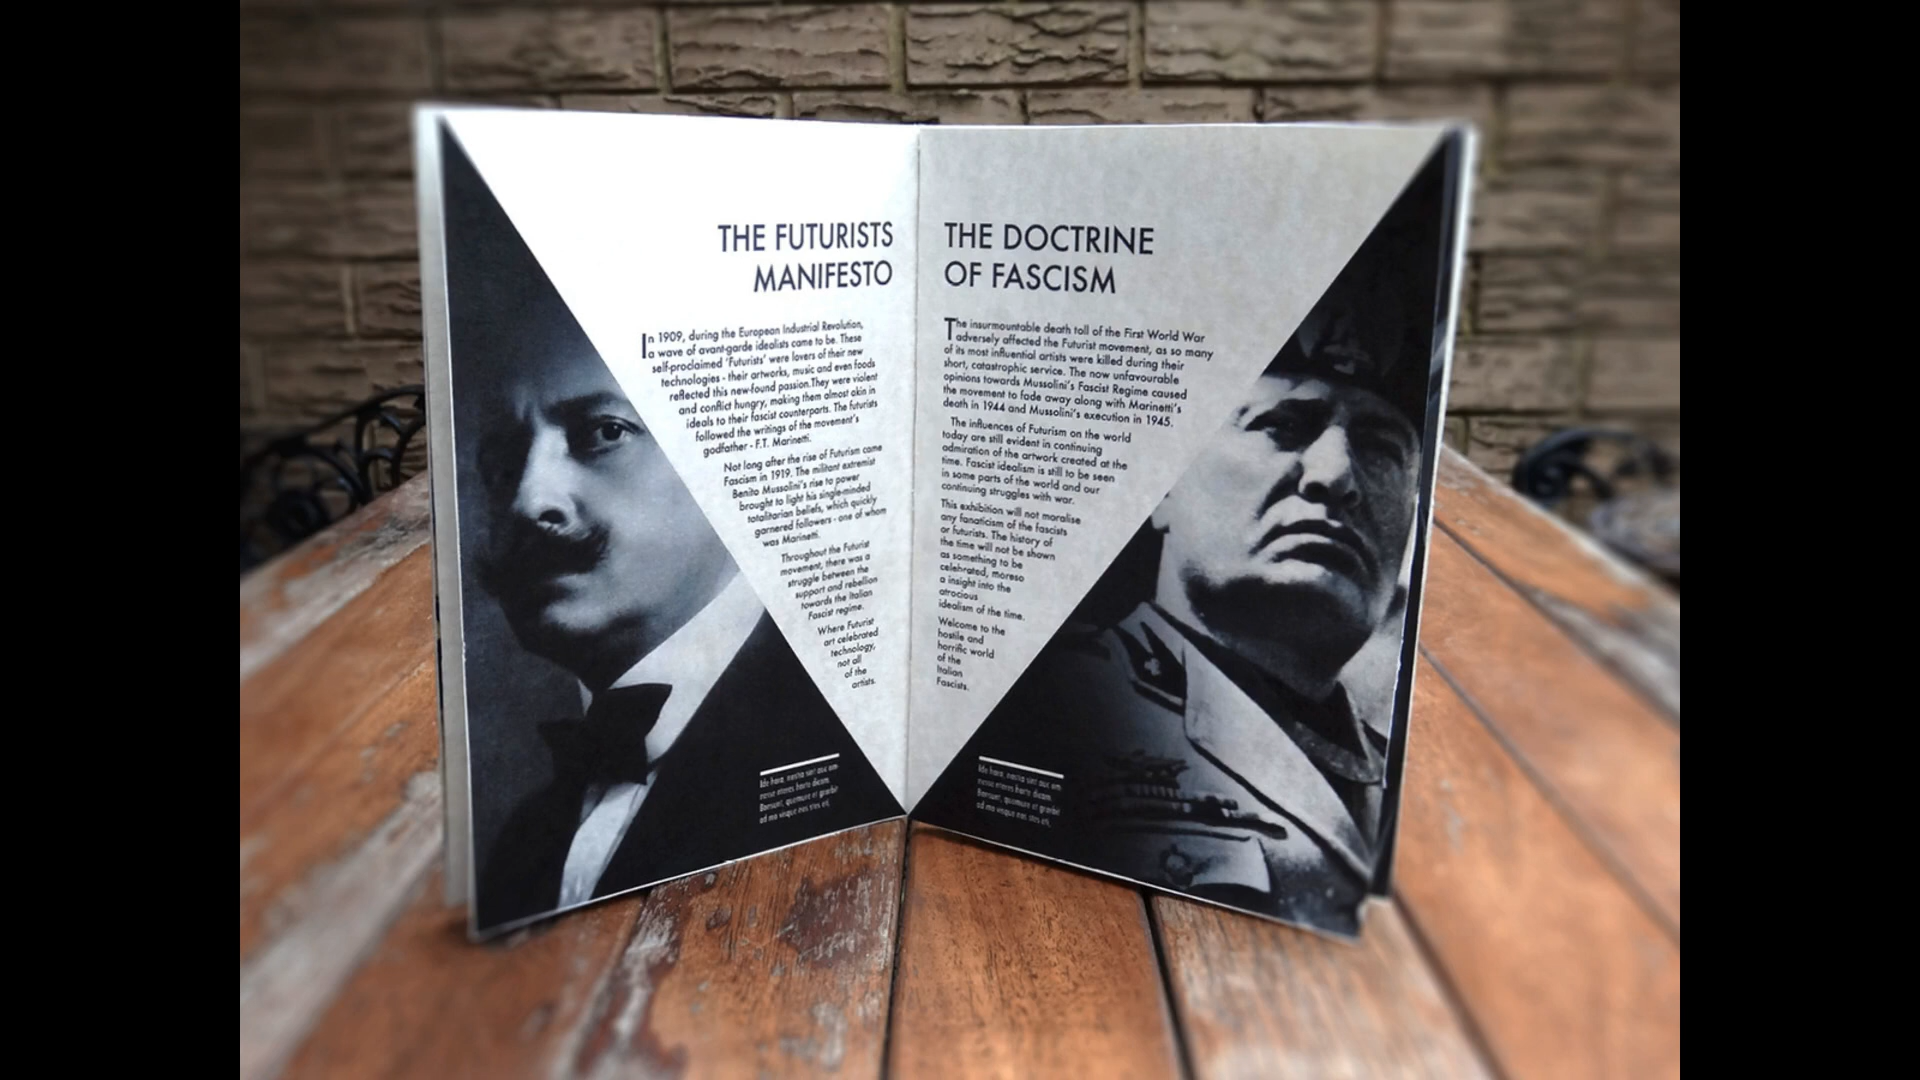 THE FUTURISTS
MANIFESTO
In 1909, during the European Industrial Revolution,
a wave of avant-garde idealists came to be. These
self-proclaimed 'Futurists' were lovers of their new
technologies - their artworks, music and even foods
reflected this new-found passion.They were violent
and conflict hungry, making them almost akin in
ideals to their fascist counterparts. The futurists
followed the writings of the movement's
godfather - F.T. Marinetti.
Not long after the rise of Futurism came
Fascism in 1919. The militant extremist
Benito Mussolini's rise to power
brought to light his single-minded
totalitarian beliefs, which quickly
garnered followers - one of whom
was Marinetti.
Throughout the Futurist
movement, there was a
struggle between the
support and rebellion
towards the Italian
Fascist regime.
Where Futurist
art celebrated
technology,
not all
of the
artists.
THE DOCTRINE
OF FASCISM
The insurmountable death toll of the First World War
adversely affected the Futurist movement, as so many
of its most influential artists were killed during their
short, catastrophic service. The now unfavourable
opinions towards Mussolini's Fascist Regime caused
the movement to fade away along with Marinetti's
death in 1944 and Mussolini's execution in 1945.
The influences of Futurism on the world
today are still evident in continuing
admiration of the artwork created at the
time. Fascist idealism is still to be seen
in some parts of the world and our
continuing struggles with war.
This exhibition will not moralise
any fanaticism of the fascists
or futurists. The history of
the time will not be shown
as something to be
celebrated, moreso
a insight into the
atrocious
idealism of the time.
Welcome to the
hostile and
horrific world
of the
Italian
Fascists.